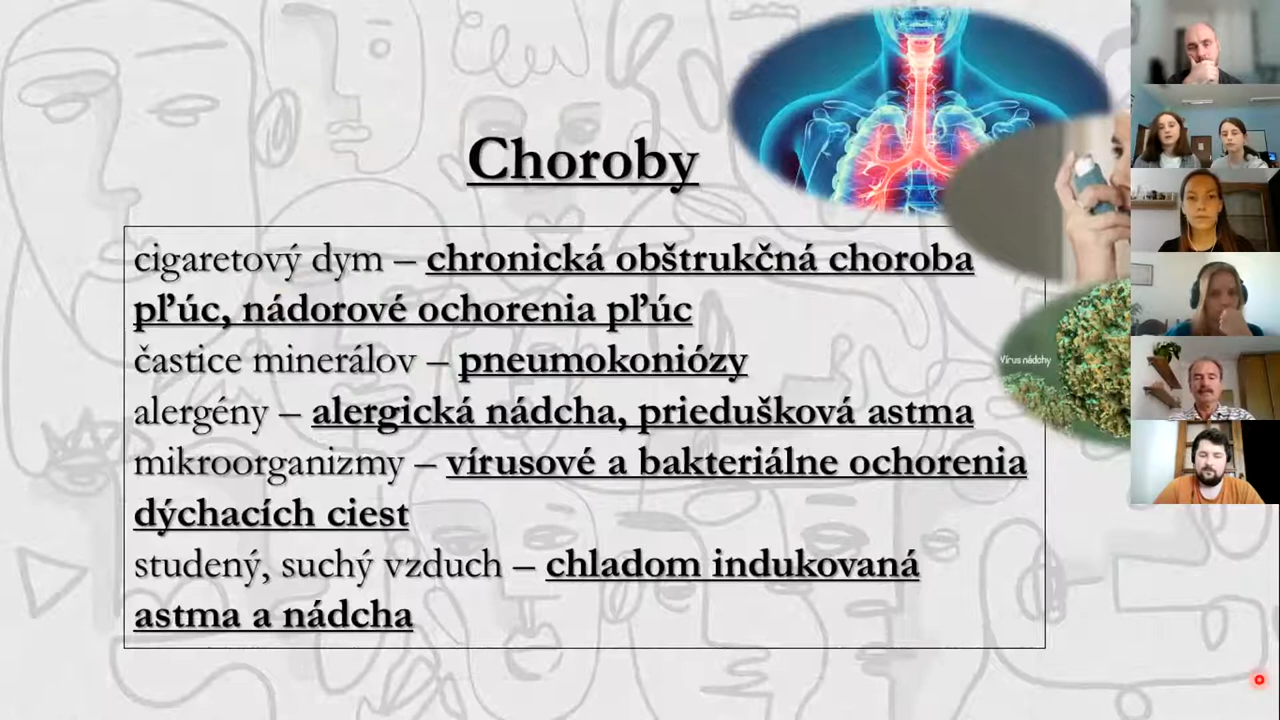 Choroby
cigaretový dym – chronická obštrukčná choroba
pľúc, nádorové ochorenia pľúc
častice minerálov – pneumokoniózy
alergény – alergická nádcha, priedušková astma
mikroorganizmy – vírusové a bakteriálne ochorenia
dýchacích ciest
studený, suchý vzduch – chladom indukovaná
astma a nádcha
Vírus nádchy